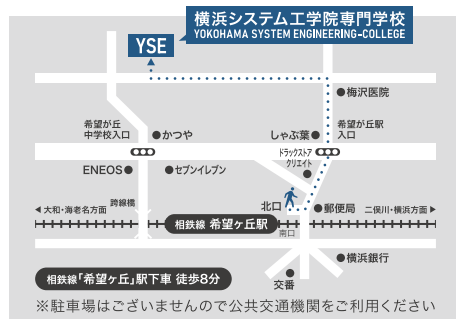 横浜システム工学院専門学校
YSE
YOKOHAMA SYSTEM ENGINEERING-COLLEGE
梅沢医院
希望が丘
中学校入口
かつや
しゃぶ葉
希望が丘駅
入口
ドラックストア
クリエイト
ENEOS
セブンイレブン
跨線橋
北口
郵便局
大和・海老名方面
二俣川・横浜方面
相鉄線 希望ヶ丘駅
南口
横浜銀行
相鉄線「希望ヶ丘」駅下車 徒歩8分
交番
※駐車場はございませんので公共交通機関をご利用ください